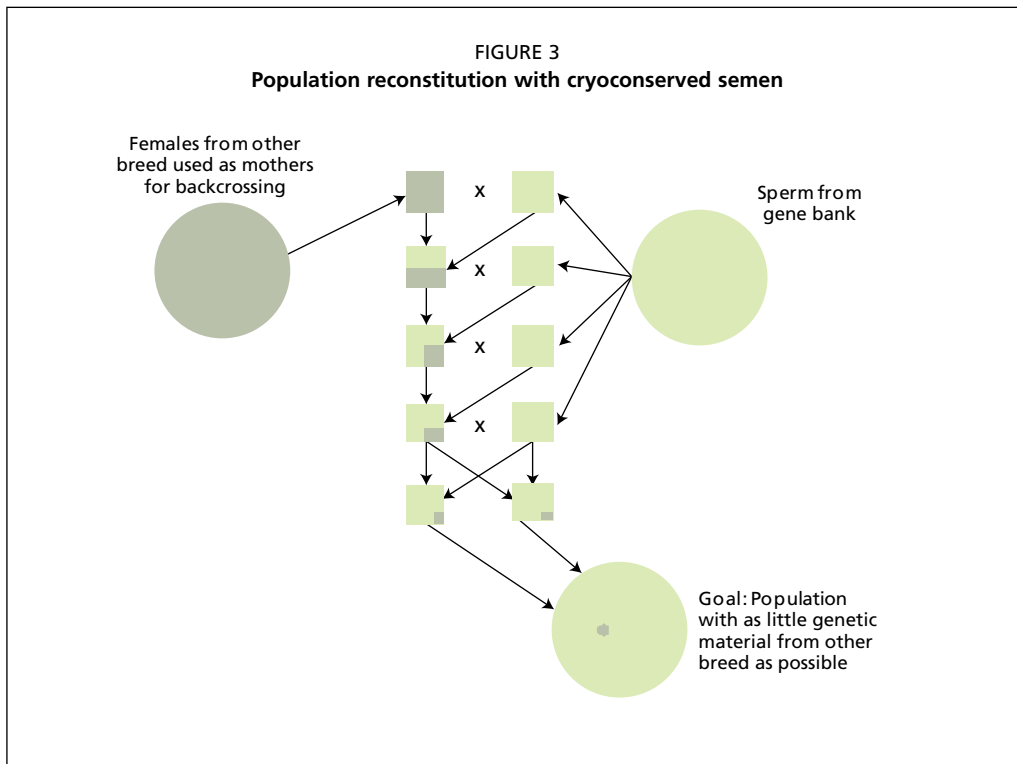 FIGURE 3
Population reconstitution with cryoconserved semen
Females from other
breed used as mothers
for backcrossing
x
Sperm from
gene bank
x
x
x
Goal: Population
with as little genetic
material from other
breed as possible